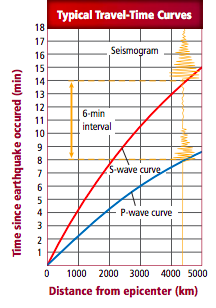 Typical Travel-Time Curves
Time since earthquake occured (min)
18
17
16
15
14
13
12
11
10
9
8
7
6
5
4
3
2
1
0
Seismogram
6-min
interval
S-wave curve
P-wave curve
0 1000 2000 3000 4000 5000
Distance from epicenter (km)